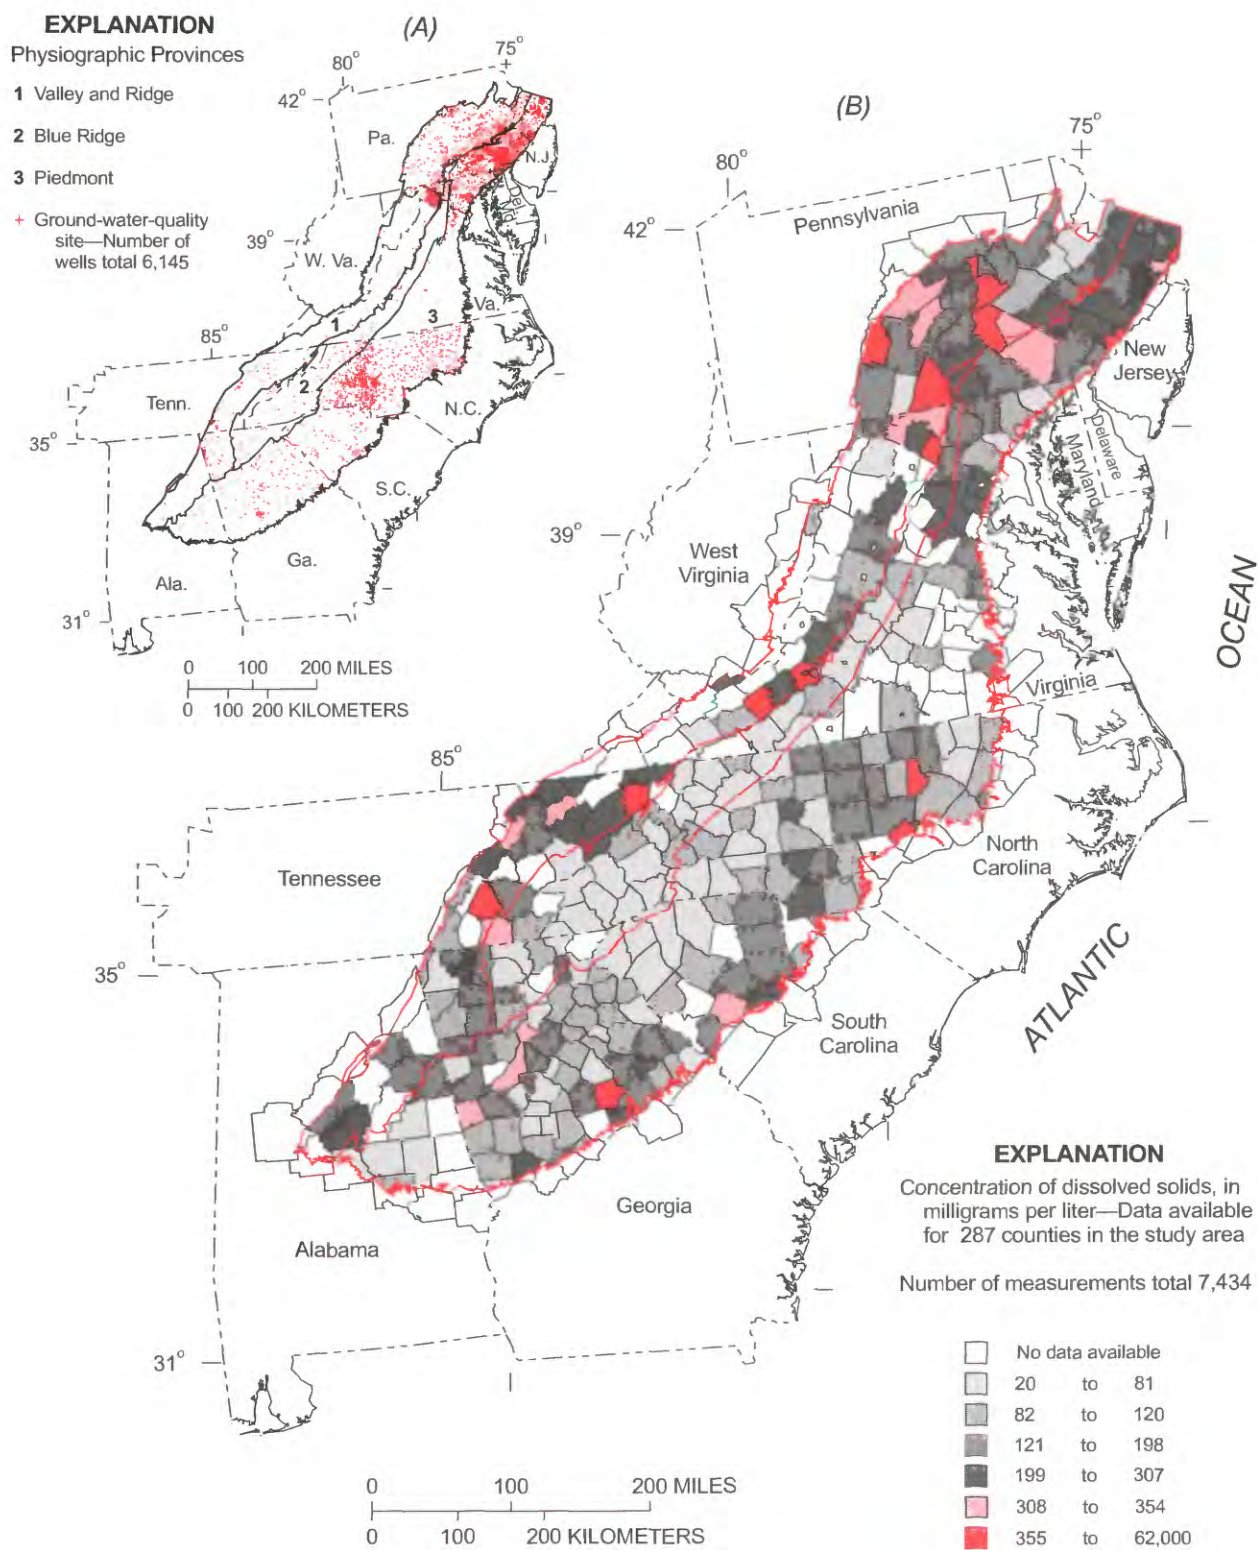 EXPLANATION
Physiographic Provinces
1 Valley and Ridge
2 Blue Ridge
3 Piedmont
+ Ground-water-quality
site—Number of
wells total 6,145
(A)
80°
75°
42°
Pa.
N.J.
Del.
39°
W. Va.
Va.
85°
1
3
2
Tenn.
N.C.
35°
S.C.
Ga.
Ala.
31°
0 100 200 MILES
0 100 200 KILOMETERS
(B)
75°
80°
Pennsylvania
42°
New
Jersey
Delaware
Maryland
39°
West
Virginia
OCEAN
Virginia
85°
North
Carolina
Tennessee
35°
ATLANTIC
South
Carolina
Georgia
Alabama
31°
0 100 200 MILES
0 100 200 KILOMETERS
EXPLANATION
Concentration of dissolved solids, in
milligrams per liter—Data available
for 287 counties in the study area
Number of measurements total 7,434
No data available
20 to 81
82 to 120
121 to 198
199 to 307
308 to 354
355 to 62,000